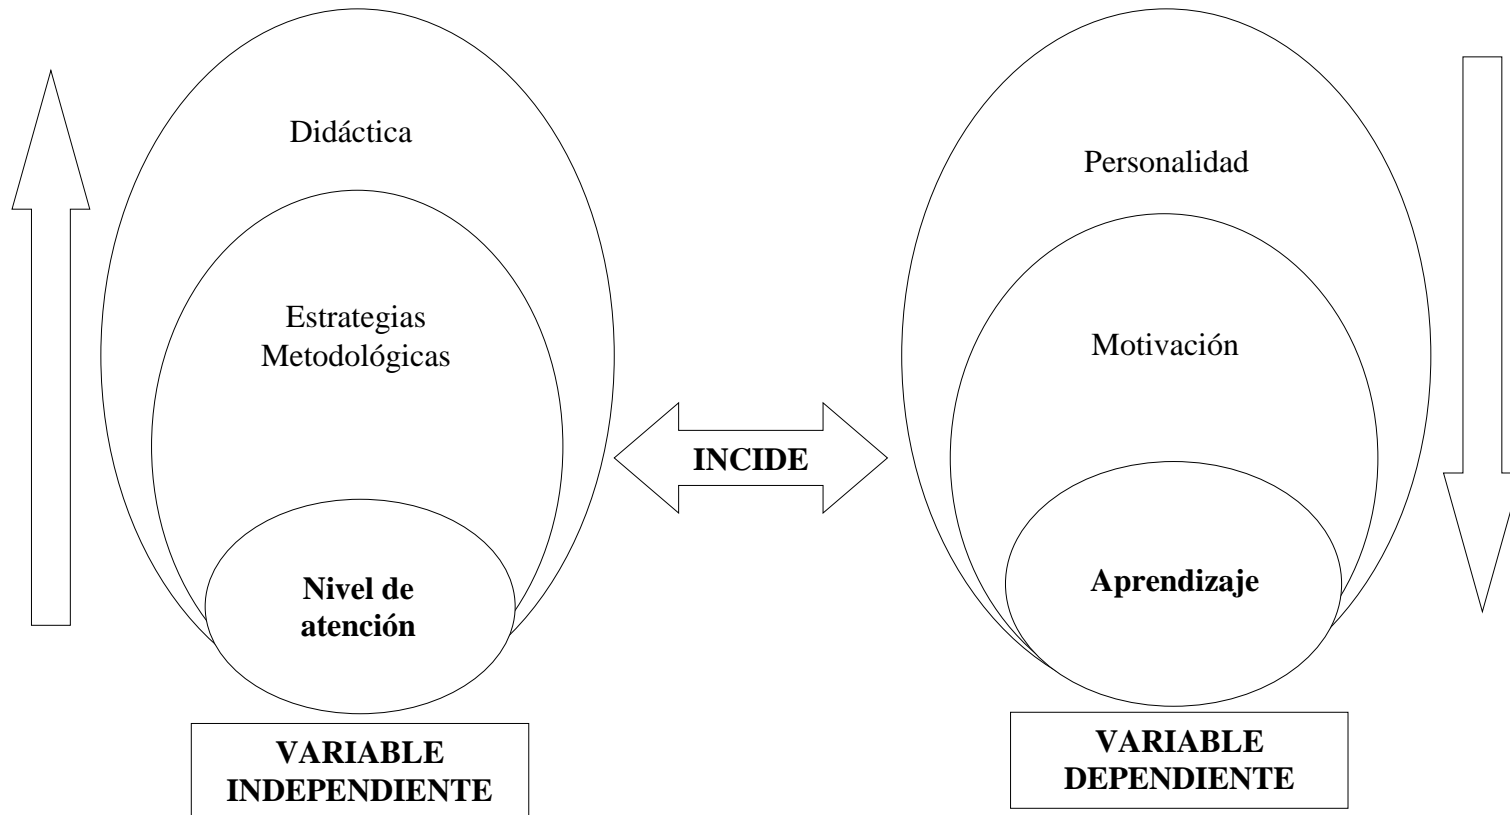 Didáctica
Estrategias
Metodológicas
Nivel de
atención
VARIABLE
INDEPENDIENTE
INCIDE
Personalidad
Motivación
Aprendizaje
VARIABLE
DEPENDIENTE